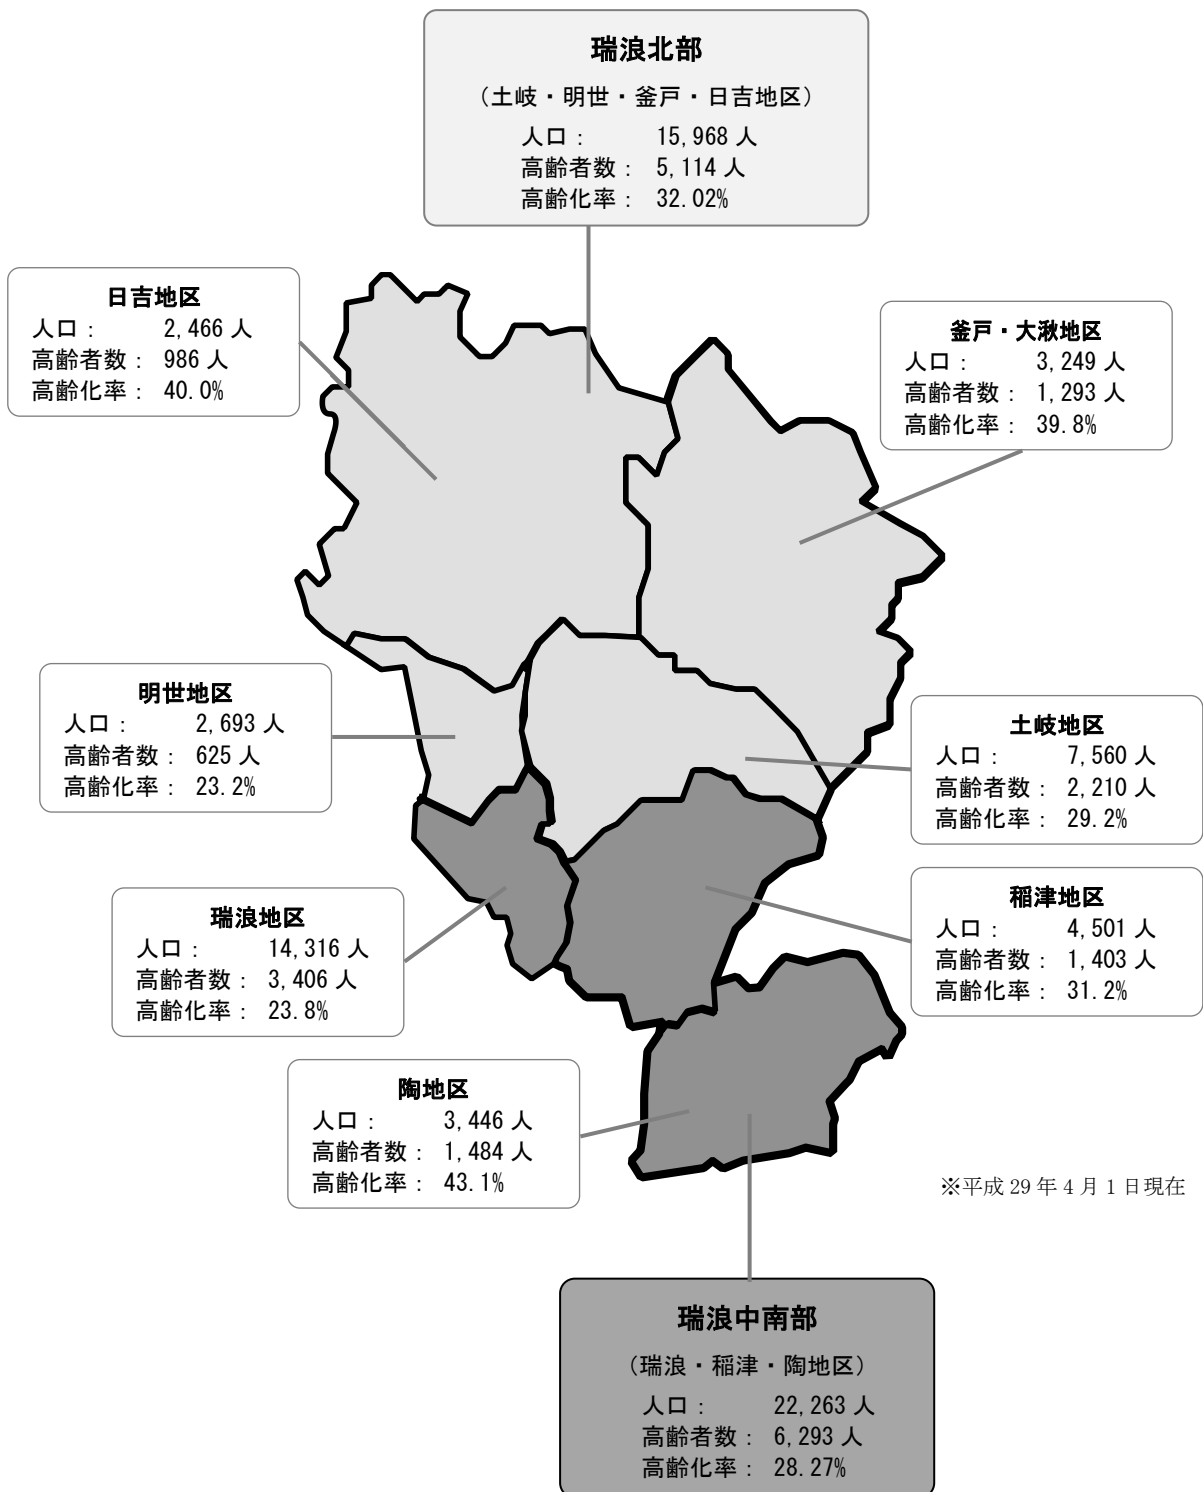 瑞浪北部
（土岐・明世・釜戸・日吉地区）
人口： 15,968 人
高齢者数： 5,114 人
高齢化率： 32.02%
日吉地区
人口： 2,466 人
高齢者数： 986 人
高齢化率： 40.0%
釜戸・大湫地区
人口： 3,249 人
高齢者数： 1,293 人
高齢化率： 39.8%
明世地区
人口： 2,693 人
高齢者数： 625 人
高齢化率： 23.2%
土岐地区
人口： 7,560 人
高齢者数： 2,210 人
高齢化率： 29.2%
瑞浪地区
人口： 14,316 人
高齢者数： 3,406 人
高齢化率： 23.8%
稲津地区
人口： 4,501 人
高齢者数： 1,403 人
高齢化率： 31.2%
陶地区
人口： 3,446 人
高齢者数： 1,484 人
高齢化率： 43.1%
※平成 29 年 4 月 1 日現在
瑞浪中南部
（瑞浪・稲津・陶地区）
人口： 22,263 人
高齢者数： 6,293 人
高齢化率： 28.27%